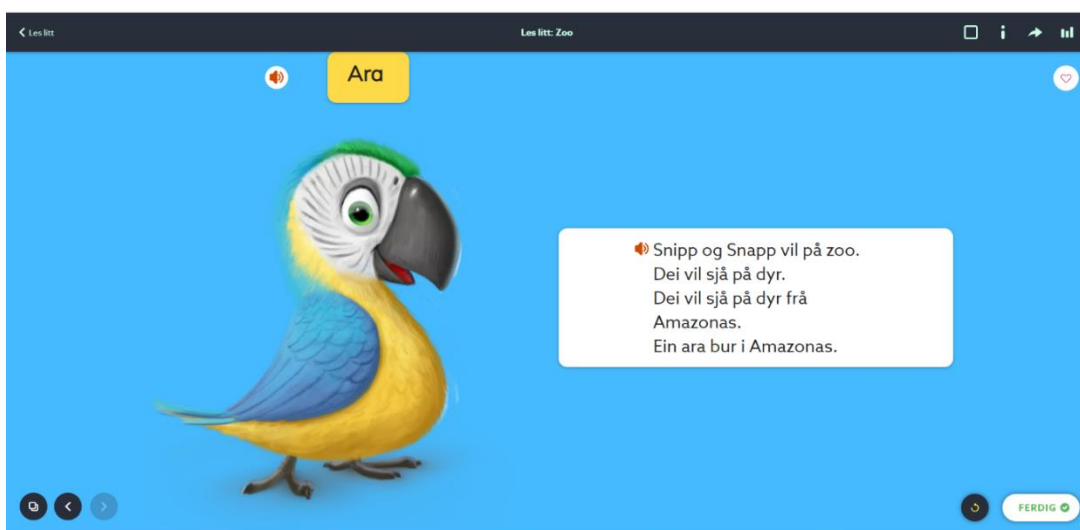 Les litt
Les litt: Zoo
Ara
Snipp og Snapp vil på zoo.
Dei vil sjå på dyr.
Dei vil sjå på dyr frå
Amazonas.
Ein ara bur i Amazonas.
FERDIG